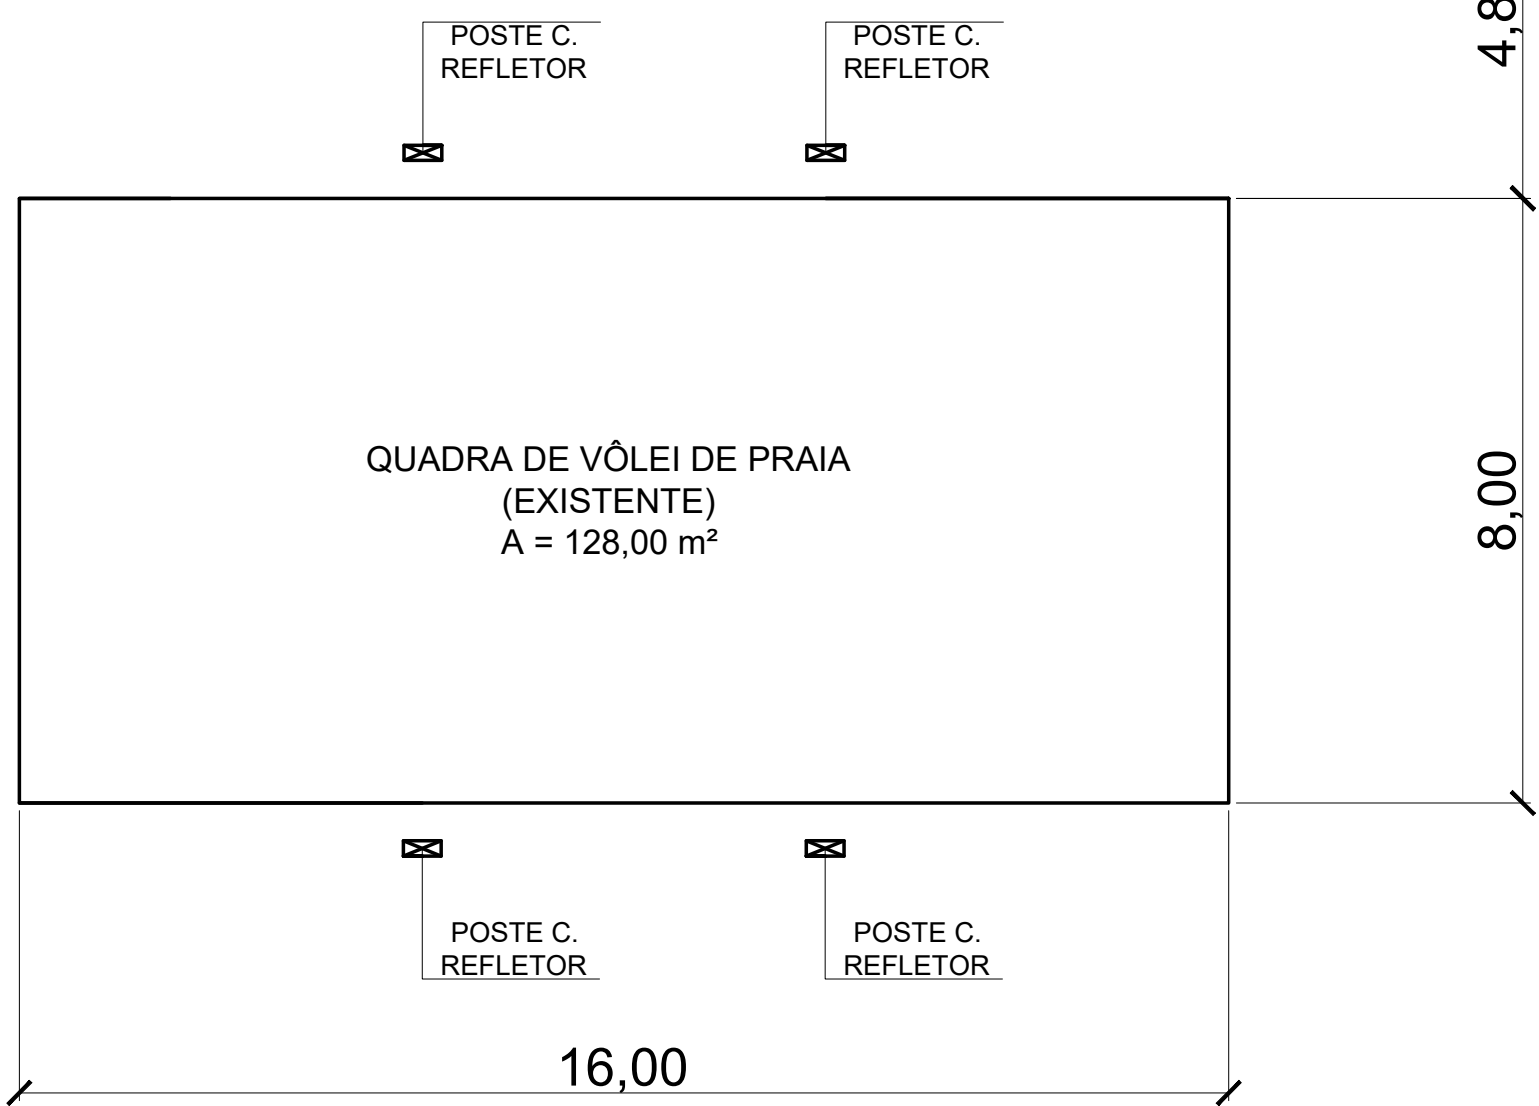 POSTE C.
REFLETOR
POSTE C.
REFLETOR
QUADRA DE VÔLEI DE PRAIA
(EXISTENTE)
A = 128,00 m²
8,00
POSTE C.
REFLETOR
POSTE C.
REFLETOR
16,00